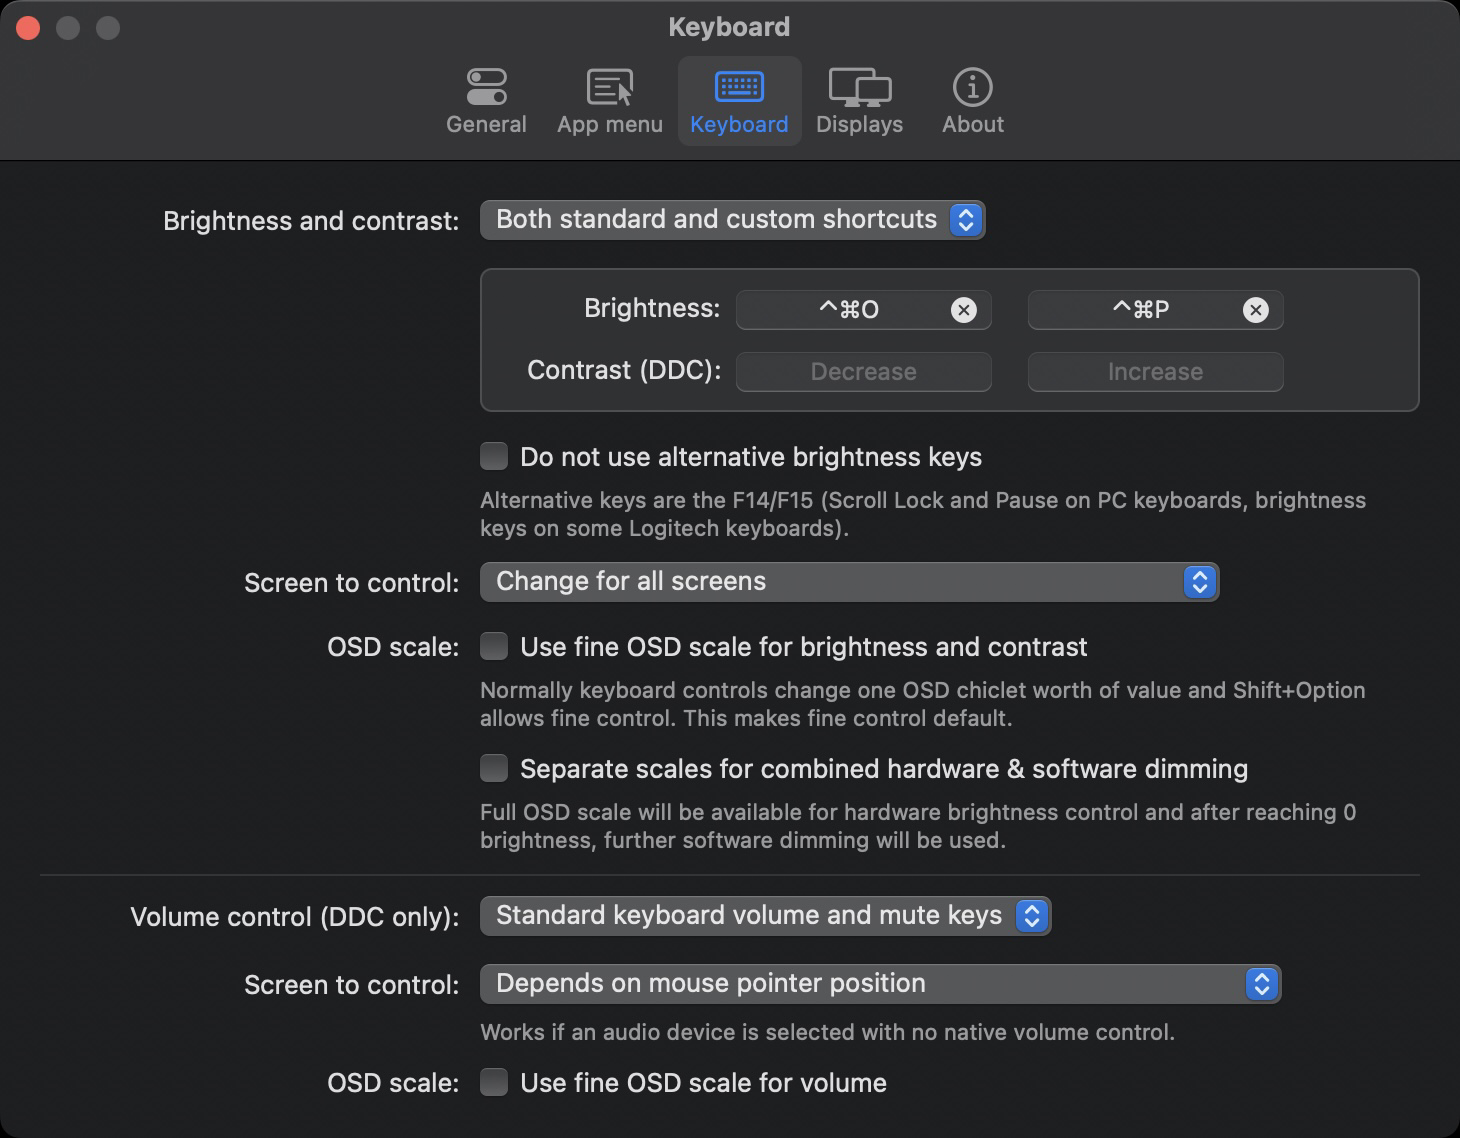 Keyboard
General
App menu
Keyboard
Displays
About
Brightness and contrast:
Both standard and custom shortcuts
Brightness:
^⌘O
^⌘P
Contrast (DDC):
Decrease
Increase
Do not use alternative brightness keys
Alternative keys are the F14/F15 (Scroll Lock and Pause on PC keyboards, brightness
keys on some Logitech keyboards).
Screen to control:
Change for all screens
OSD scale:
Use fine OSD scale for brightness and contrast
Normally keyboard controls change one OSD chiclet worth of value and Shift+Option
allows fine control. This makes fine control default.
Separate scales for combined hardware & software dimming
Full OSD scale will be available for hardware brightness control and after reaching 0
brightness, further software dimming will be used.
Volume control (DDC only):
Standard keyboard volume and mute keys
Screen to control:
Depends on mouse pointer position
Works if an audio device is selected with no native volume control.
OSD scale:
Use fine OSD scale for volume